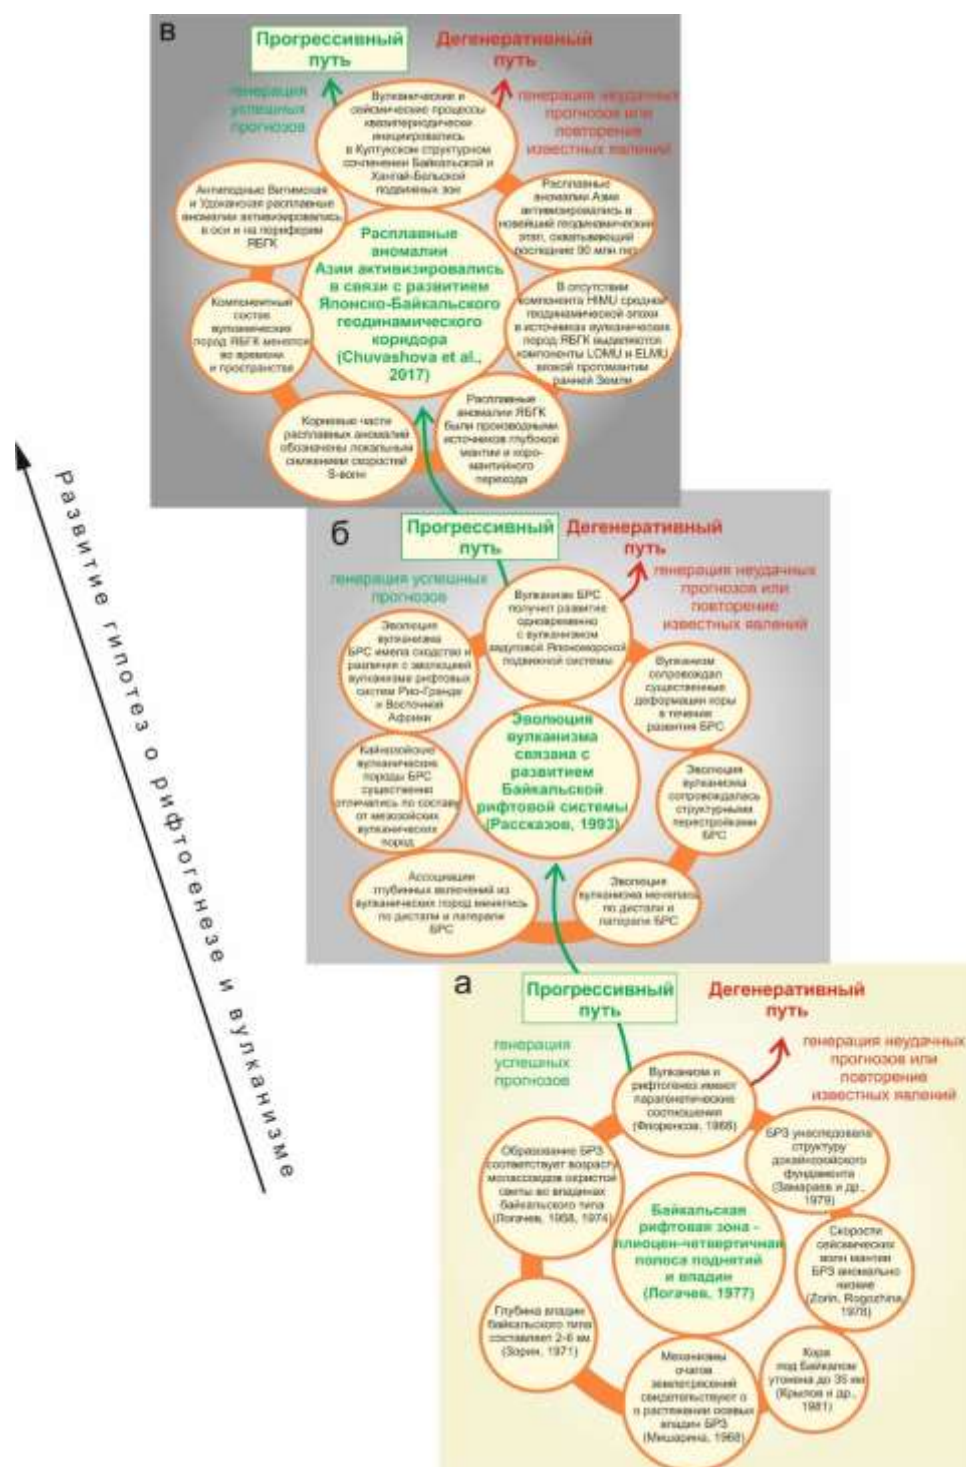 в
Прогрессивный
путь
Дегенеративный
путь
генерация
успешных
прогнозов
генерация неудачных
прогнозов или
повторение
известных явлений
Вулканические и
сейсмические процессы
квазипериодически
инициировались
в Култукском структурном
сочленении Байкальской и
Хангай-Бельской
подвижных зон
Расплавные
аномалии Азии
активизировались в
новейший геодинамический
этап, охватывающий
последние 90 млн лет
В отсутствии
компонента HIMU средней
геодинамической эпохи
в источниках вулканических
пород ЯБГК выделяются
компоненты LOMU и ELMU
вязкой протомантии
ранней Земли
Расплавные
аномалии ЯБГК
были производными
источников глубокой
мантии и коро-
мантийного
перехода
Корневые части
расплавных аномалий
обозначены локальным
снижением скоростей
S-волн
Компонентный
состав
вулканических
пород ЯБГК менялся
во времени
и пространстве
Антиподные Витимская
и Удоканская расплавные
аномалии активизировались
в оси и на периферии
ЯБГК
Расплавные
аномалии
Азии активизировались
в связи с развитием
Японско-Байкальского
геодинамического
коридора
(Chuvashova et al.,
2017)
Развитие гипотез о рифтогенезе и вулканизме
б
Прогрессивный
путь
Дегенеративный
путь
генерация успешных
прогнозов
генерация неудачных
прогнозов или
повторение
известных явлений
Вулканизм БРС
получил развитие
одновременно
с вулканизмом
задуговой Япономорской
подвижной системы
Вулканизм
сопровождал
существенные
деформации коры
в течение
развития БРС
Эволюция
вулканизма
сопровождалась
структурными
перестройками
БРС
Эволюция
вулканизма менялась
по дистали и
латерали БРС
Ассоциации
глубинных включений из
вулканических пород менялись
по дистали и латерали
БРС
Кайнозойские
вулканические
породы БРС
существенно
отличались по составу
от мезозойских
вулканических
пород
Эволюция
вулканизма
БРС имела сходство и
различия с эволюцией
вулканизма рифтовых
систем Рио-Гранде
и Восточной
Африки
Эволюция
вулканизма
связана с
развитием
Байкальской
рифтовой системы
(Рассказов, 1993)
а
Прогрессивный
путь
Дегенеративный
путь
генерация
успешных
прогнозов
генерация неудачных
прогнозов или
повторение
известных явлений
Вулканизм и
рифтогенез имеют
парагенетические
соотношения
(Флоренсов, 1968)
БРЗ унаследовала
структуру
докайнозойского
фундамента
(Замараев и др.,
1979)
Скорости
сейсмических
волн мантии
БРЗ аномально
низкие
(Zorin, Rogozhina,
1978)
Кора
под Байкалом
утонена до 35 км
(Крылов и др.,
1981)
Механизмы
очагов
землетрясений
свидетельствуют о
о растяжении осевых
впадин БРЗ
(Мишарина, 1968)
Глубина впадин
байкальского типа
составляет 2-6 км
(Зорин, 1971)
Образование БРЗ
соответствует возрасту
молассоидов охристой
свиты во впадинах
байкальского типа
(Логачев, 1968, 1974)
Байкальская
рифтовая зона -
плиоцен-четвертичная
полоса поднятий
и впадин
(Логачев, 1977)